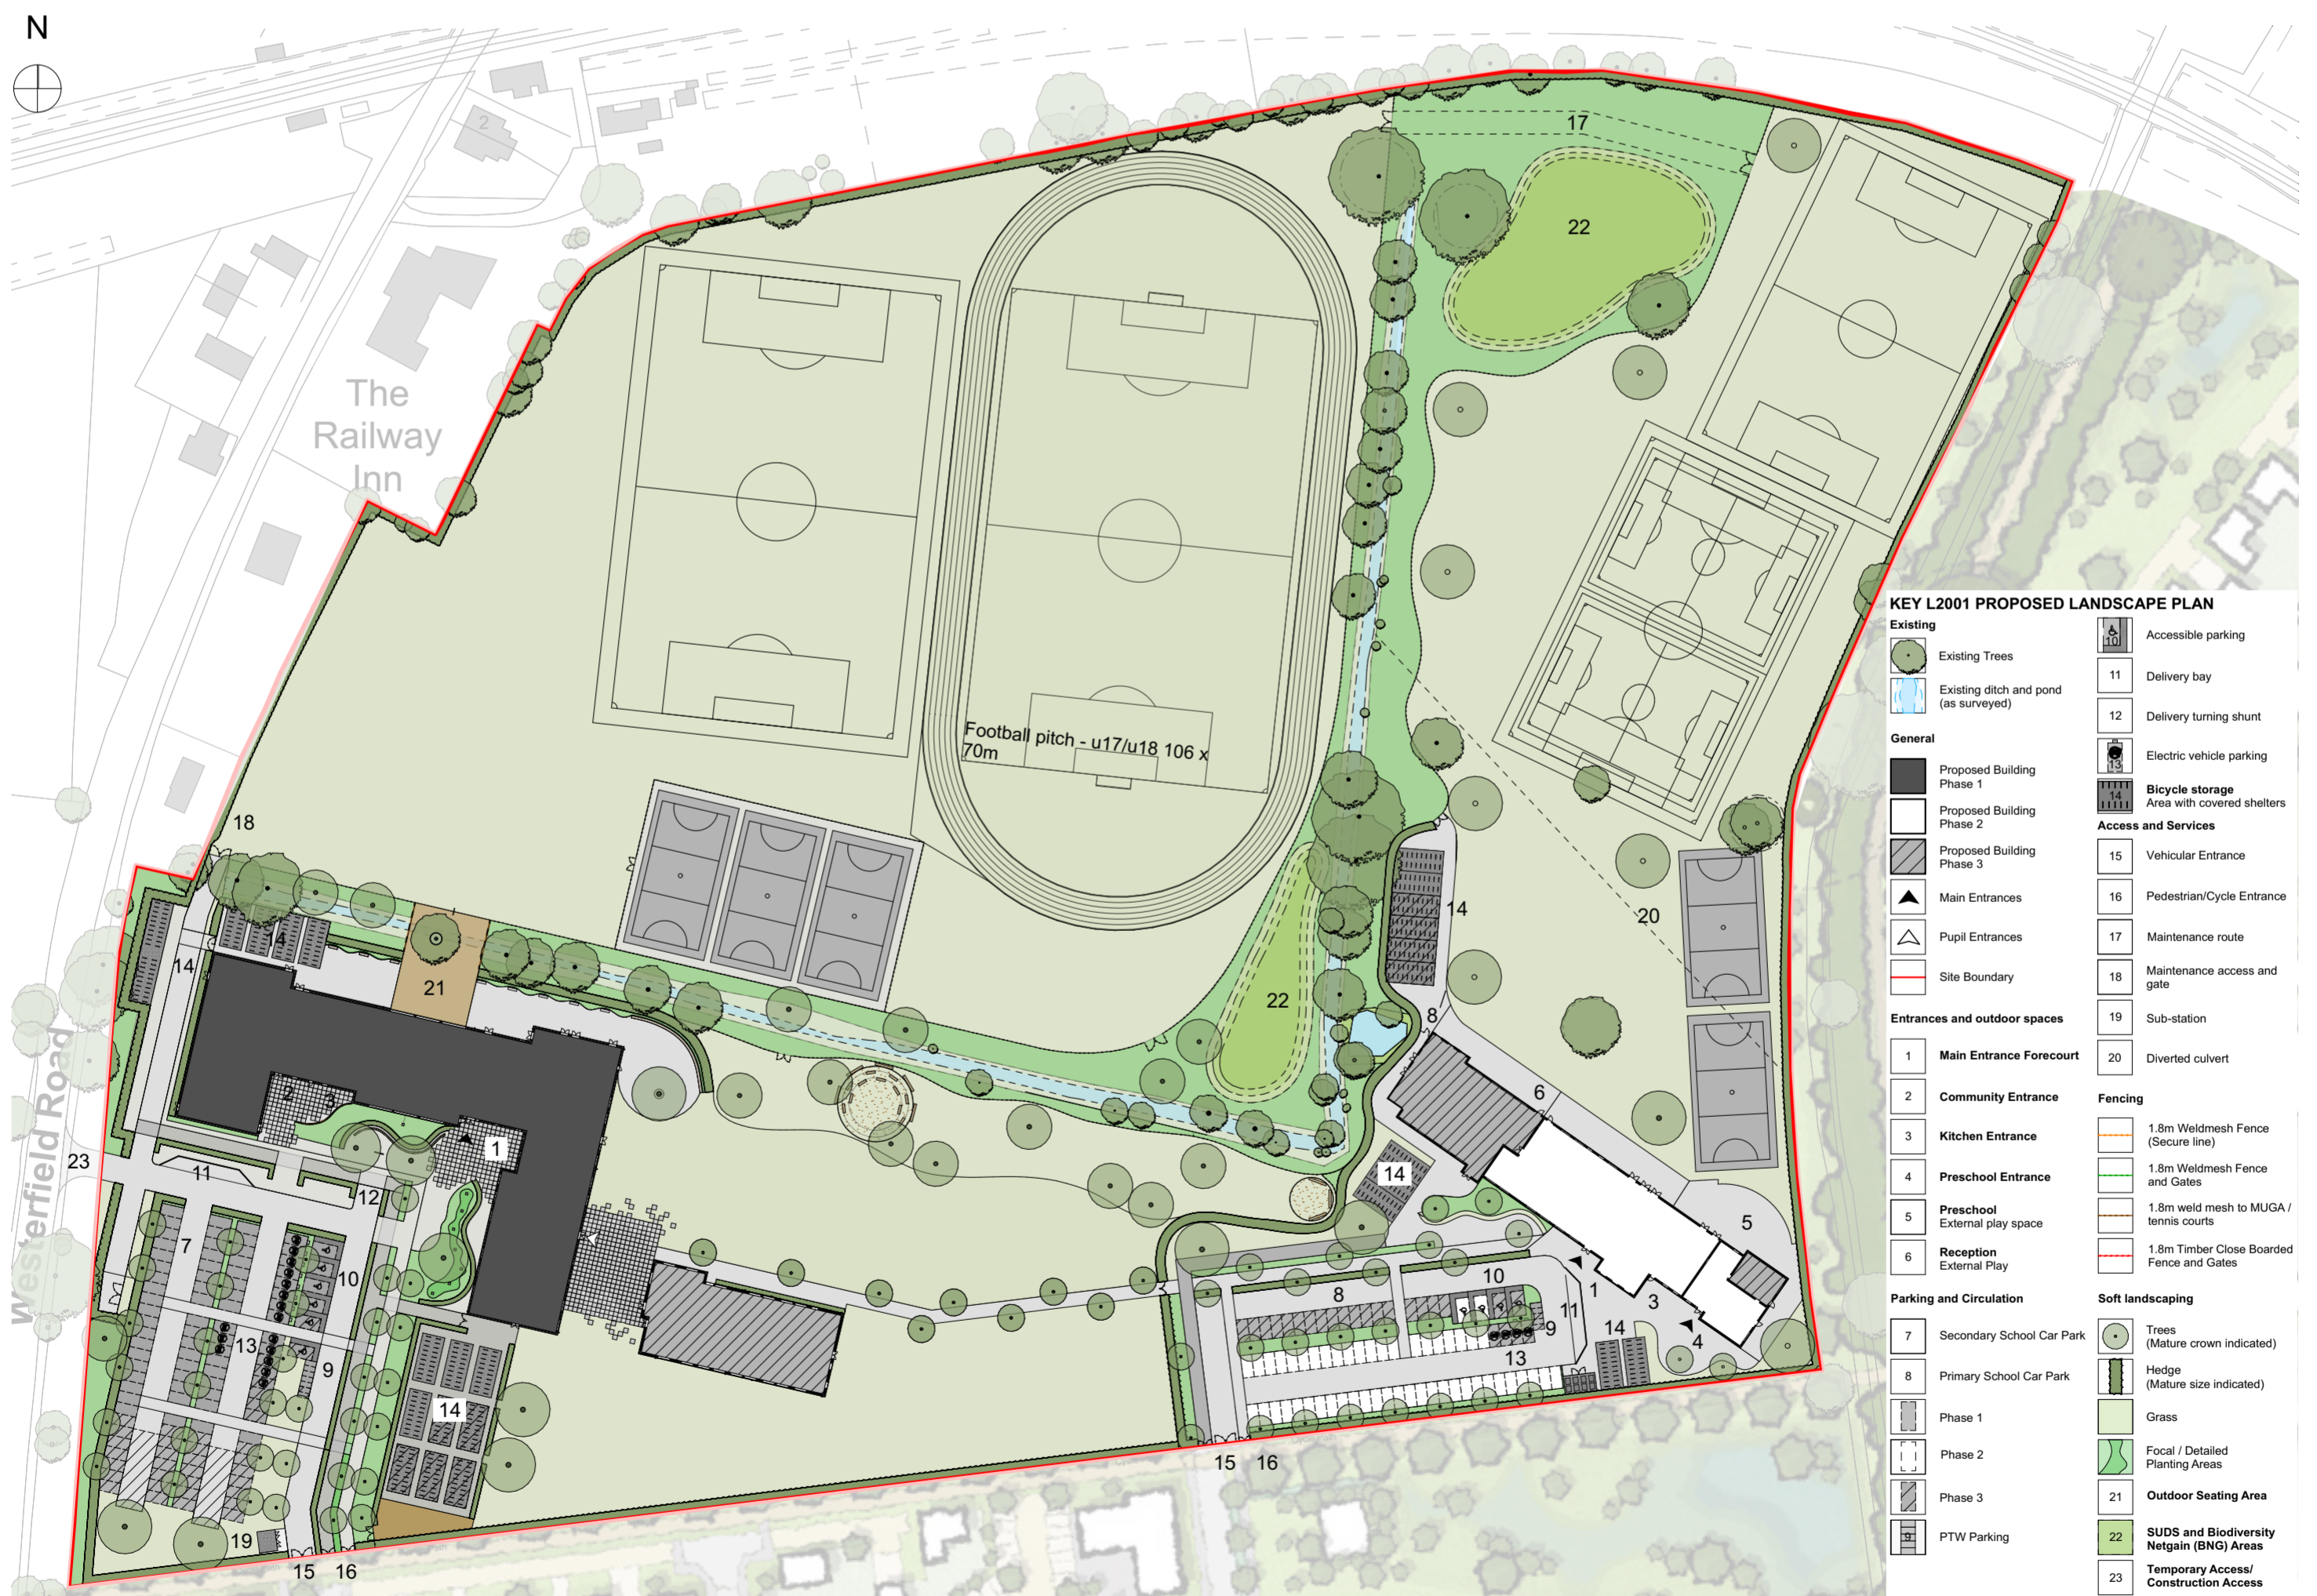 N
2
The
Railway
Inn
17
22
Football pitch - u17/u18 106 x
70m
18
14
14
20
14
21
22
8
6
2
3
1
23
11
12
14
5
7
10
10
8
1
3
11
9
4
14
13
13
9
14
19
15
16
15
16
Westerfield Road
KEY L2001 PROPOSED LANDSCAPE PLAN
Existing
Existing Trees
Existing ditch and pond
(as surveyed)
General
Proposed Building
Phase 1
Proposed Building
Phase 2
Proposed Building
Phase 3
Main Entrances
Pupil Entrances
Site Boundary
Entrances and outdoor spaces
1 Main Entrance Forecourt
2 Community Entrance
3 Kitchen Entrance
4 Preschool Entrance
5 Preschool
External play space
6 Reception
External Play
Parking and Circulation
7 Secondary School Car Park
8 Primary School Car Park
Phase 1
Phase 2
Phase 3
9 PTW Parking
10 Accessible parking
11 Delivery bay
12 Delivery turning shunt
13 Electric vehicle parking
14 Bicycle storage
Area with covered shelters
Access and Services
15 Vehicular Entrance
16 Pedestrian/Cycle Entrance
17 Maintenance route
18 Maintenance access and
gate
19 Sub-station
20 Diverted culvert
Fencing
1.8m Weldmesh Fence
(Secure line)
1.8m Weldmesh Fence
and Gates
1.8m weld mesh to MUGA /
tennis courts
1.8m Timber Close Boarded
Fence and Gates
Soft landscaping
Trees
(Mature crown indicated)
Hedge
(Mature size indicated)
Grass
Focal / Detailed
Planting Areas
21 Outdoor Seating Area
22 SUDS and Biodiversity
Netgain (BNG) Areas
23 Temporary Access/
Construction Access